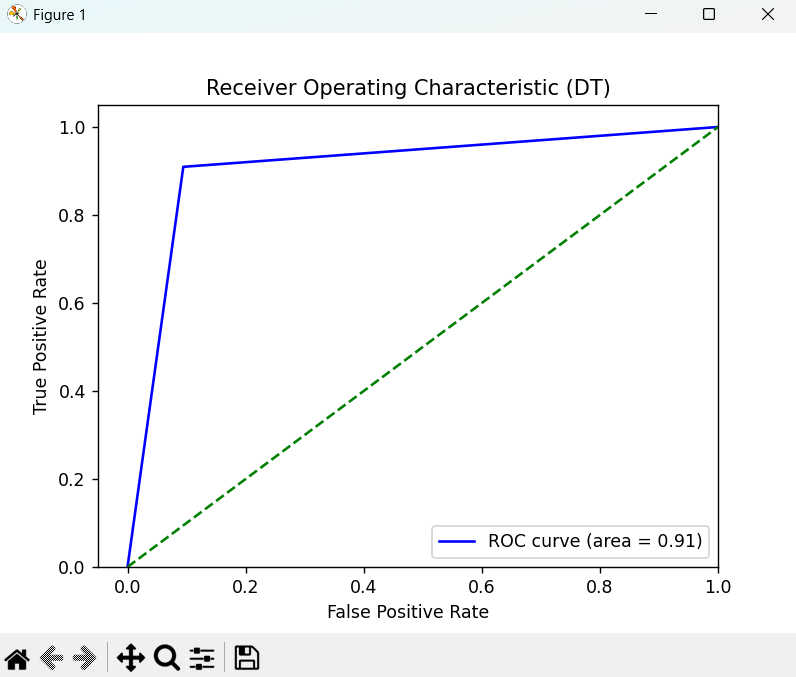 Figure 1
Receiver Operating Characteristic (DT)
1.0
0.8
0.6
0.4
0.2
0.0
True Positive Rate
ROC curve (area = 0.91)
0.0 0.2 0.4 0.6 0.8 1.0
False Positive Rate